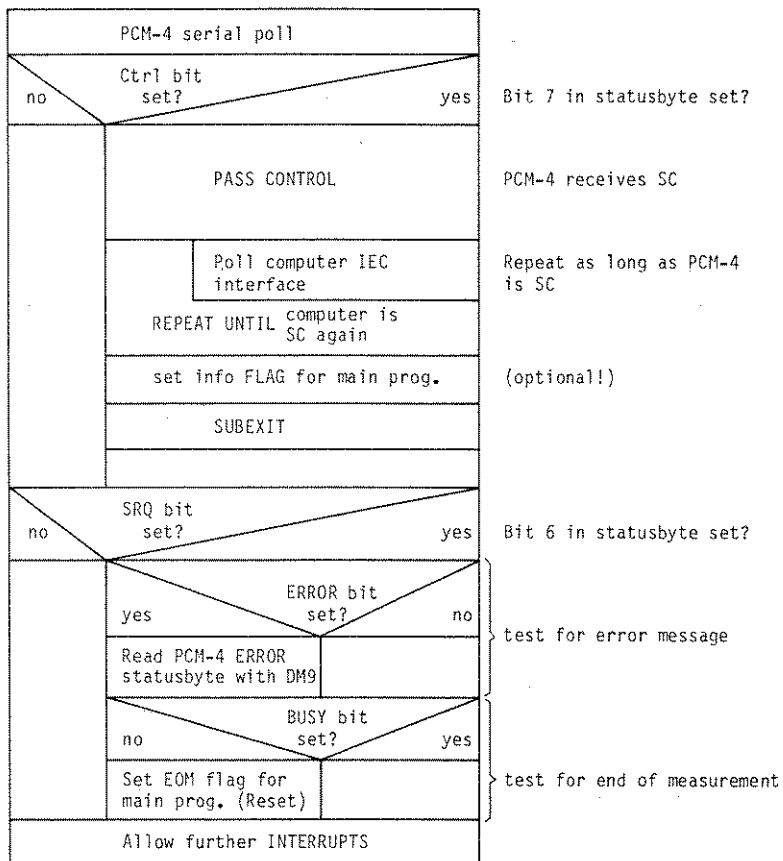 PCM-4 serial poll
Ctrl bit
set?
no
yes
Bit 7 in statusbyte set?
PASS CONTROL
PCM-4 receives SC
Poll computer IEC
interface
Repeat as long as PCM-4
is SC
REPEAT UNTIL computer is
SC again
set info FLAG for main prog.
(optional!)
SUBEXIT
SRQ bit
set?
no
yes
Bit 6 in statusbyte set?
ERROR bit
set?
yes
no
test for error message
Read PCM-4 ERROR
statusbyte with DM9
BUSY bit
set?
no
yes
test for end of measurement
Set EOM flag for
main prog. (Reset)
Allow further INTERRUPTS